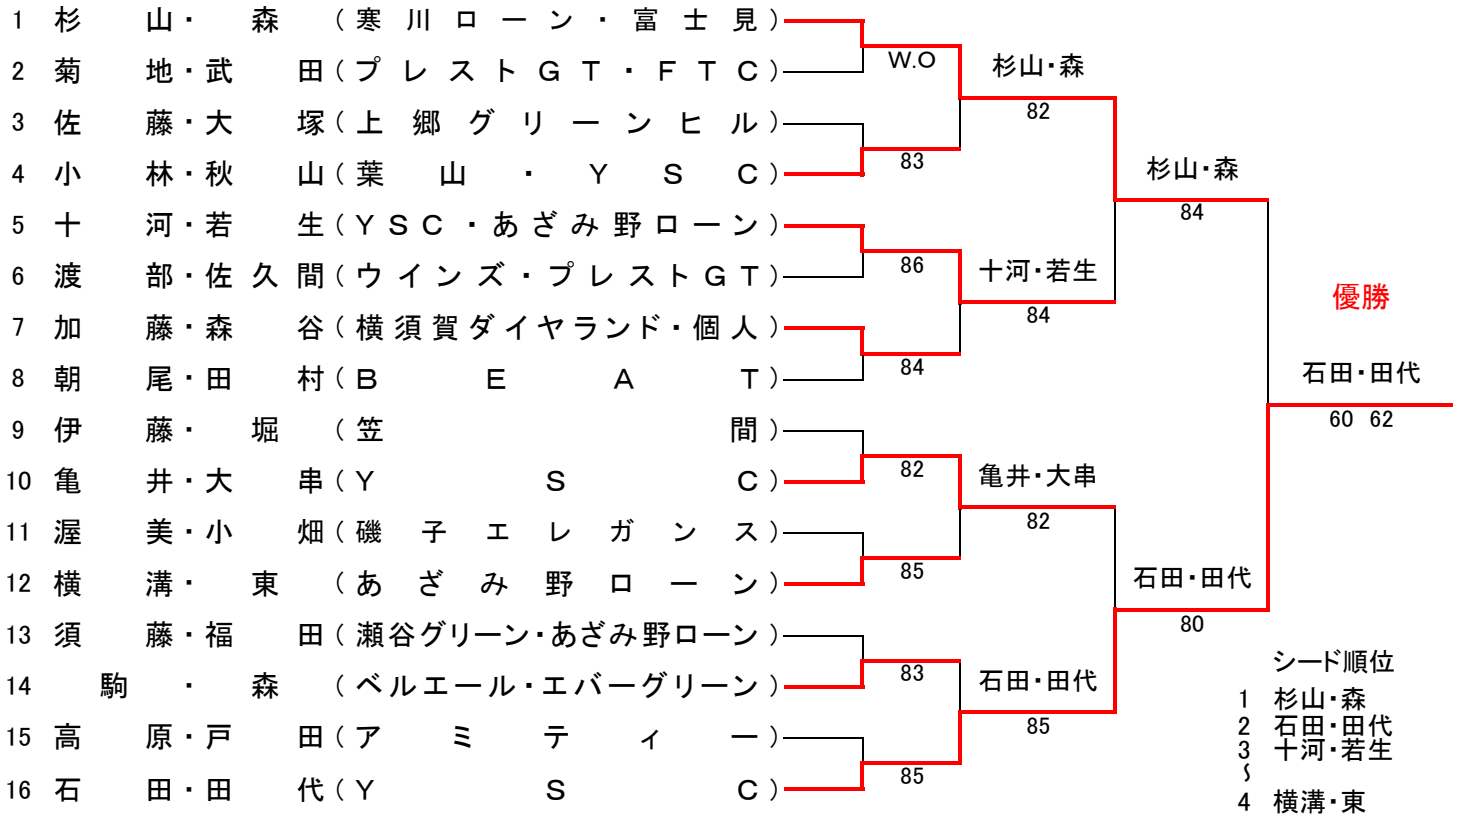 1 杉山・森(寒川ローン・富士見)
2 菊地・武田(プレストGT・FTC)
3 佐藤・大塚(上郷グリーンヒル)
4 小林・秋山(葉山・YSC)
5 十河・若生(YSC・あざみ野ローン)
6 渡部・佐久間(ウインズ・プレストGT)
7 加藤・森谷(横須賀ダイヤランド・個人)
8 朝尾・田村(BEAT)
9 伊藤・堀(笠間)
10 亀井・大串(YSC)
11 渥美・小畑(磯子エレガンス)
12 横溝・東(あざみ野ローン)
13 須藤・福田(瀬谷グリーン・あざみ野ローン)
14 駒・森(ベルエール・エバーグリーン)
15 高原・戸田(アミティー)
16 石田・田代(YSC)
W.O
83
86
84
82
85
83
85
杉山・森
82
十河・若生
84
亀井・大串
82
石田・田代
85
杉山・森
84
石田・田代
80
優勝
石田・田代
60 62
シード順位
1 杉山・森
2 石田・田代
3 十河・若生
〜
4 横溝・東